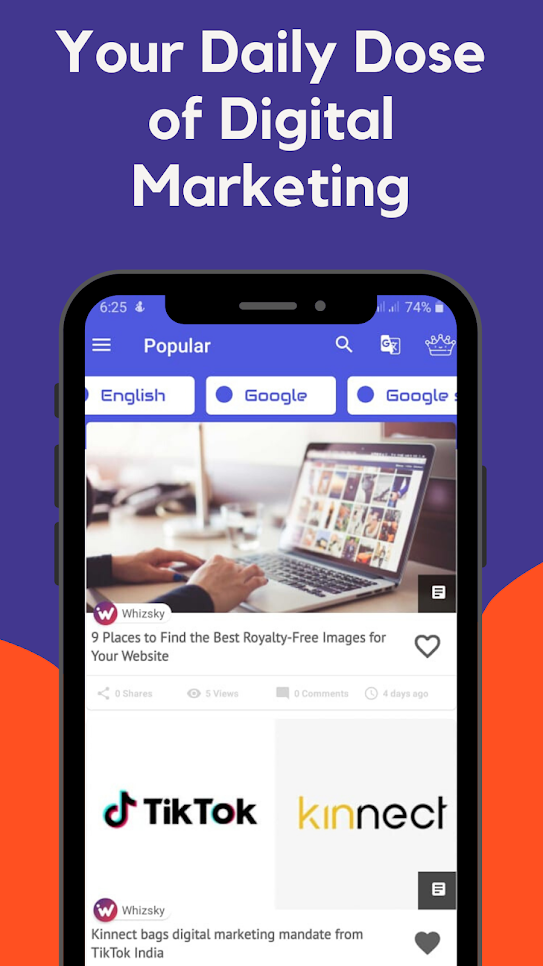 Your Daily Dose
of Digital
Marketing
6:25 74%
Popular
English Google Google
Whizsky
9 Places to Find the Best Royalty-Free Images for
Your Website
0 Shares 5 Views 0 Comments 4 days ago
TikTok kinnect
Whizsky
Kinnect bags digital marketing mandate from
TikTok India